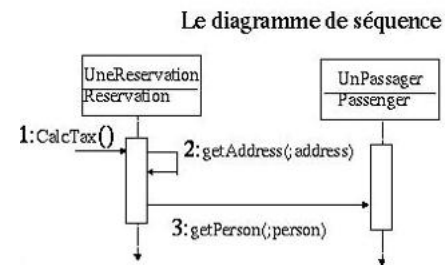 Le diagramme de séquence
UneReservation
Reservation
UnPassager
Passenger
1:CalcTax()
2:getAddress(;address)
3:getPerson(;person)